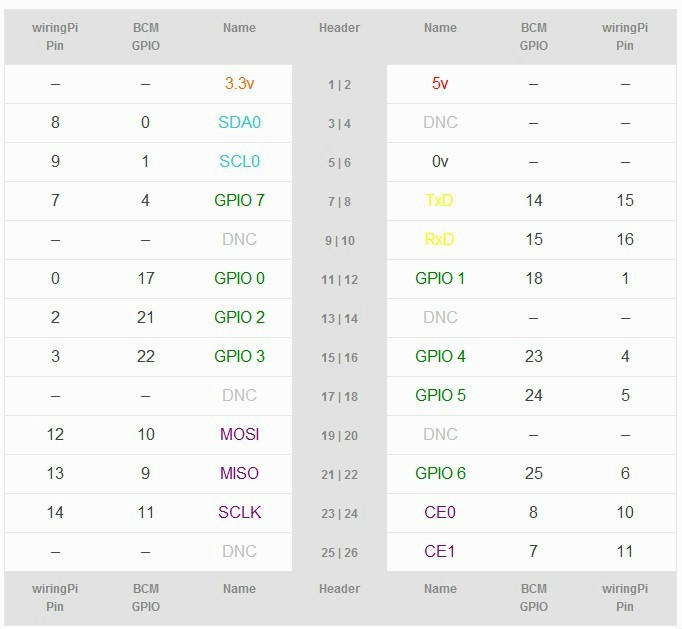 wiringPi Pin BCM GPIO Name Header Name BCM GPIO wiringPi Pin
– – 3.3v 1 | 2 5v – –
8 0 SDA0 3 | 4 DNC – –
9 1 SCL0 5 | 6 0v – –
7 4 GPIO 7 7 | 8 TxD 14 15
– – DNC 9 | 10 RxD 15 16
0 17 GPIO 0 11 | 12 GPIO 1 18 1
2 21 GPIO 2 13 | 14 DNC – –
3 22 GPIO 3 15 | 16 GPIO 4 23 4
– – DNC 17 | 18 GPIO 5 24 5
12 10 MOSI 19 | 20 DNC – –
13 9 MISO 21 | 22 GPIO 6 25 6
14 11 SCLK 23 | 24 CE0 8 10
– – DNC 25 | 26 CE1 7 11
wiringPi Pin BCM GPIO Name Header Name BCM GPIO wiringPi Pin